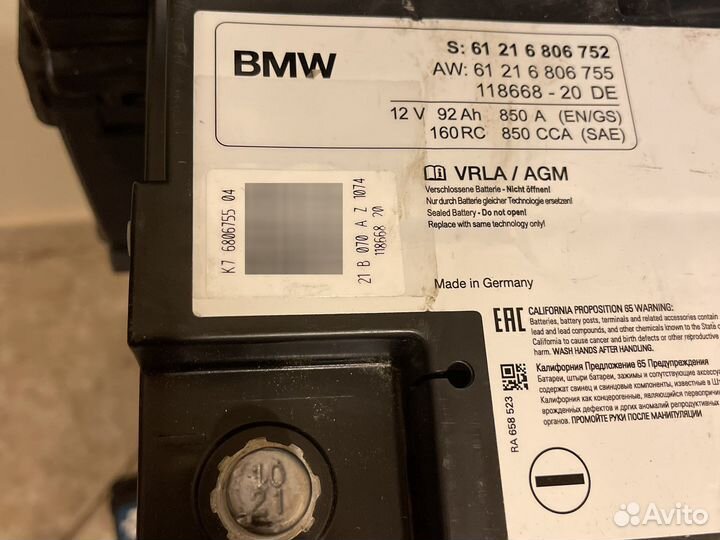 BMW
S: 61 21 6 806 752
AW: 61 21 6 806 755
118668 - 20 DE
12 V 92 Ah 850 A (EN/GS)
160 RC 850 CCA (SAE)
VRLA / AGM
Verschlossene Batterie - Nicht öffnen!
Nur durch Batterie gleicher Technologie ersetzen!
Sealed Battery - Do not open!
Replace with same technology only!
K7 6806755 04
21 B 070 A Z 1074
118668 20
Made in Germany
EAC
CALIFORNIA PROPOSITION 65 WARNING:
Batteries, battery posts, terminals and related accessories contain
lead and lead compounds, and other chemicals known to the State of
California to cause cancer and birth defects or other reproductive
harm. WASH HANDS AFTER HANDLING.
Калифорния Предложение 65 Предупреждения
Батареи, штыри батареи, зажимы и сопутствующие аксессуа
содержат свинец и свинцовые компоненты, известные в Ш
Калифорния как концерогенные, являющийся первопричин
врожденных дефектов и дргих аномалий репродуктивных
органов. ПРОМОЙТЕ РУКИ ПОСЛЕ МАНИПУЛЯЦИИ
RA 658 523
10
21
Avito